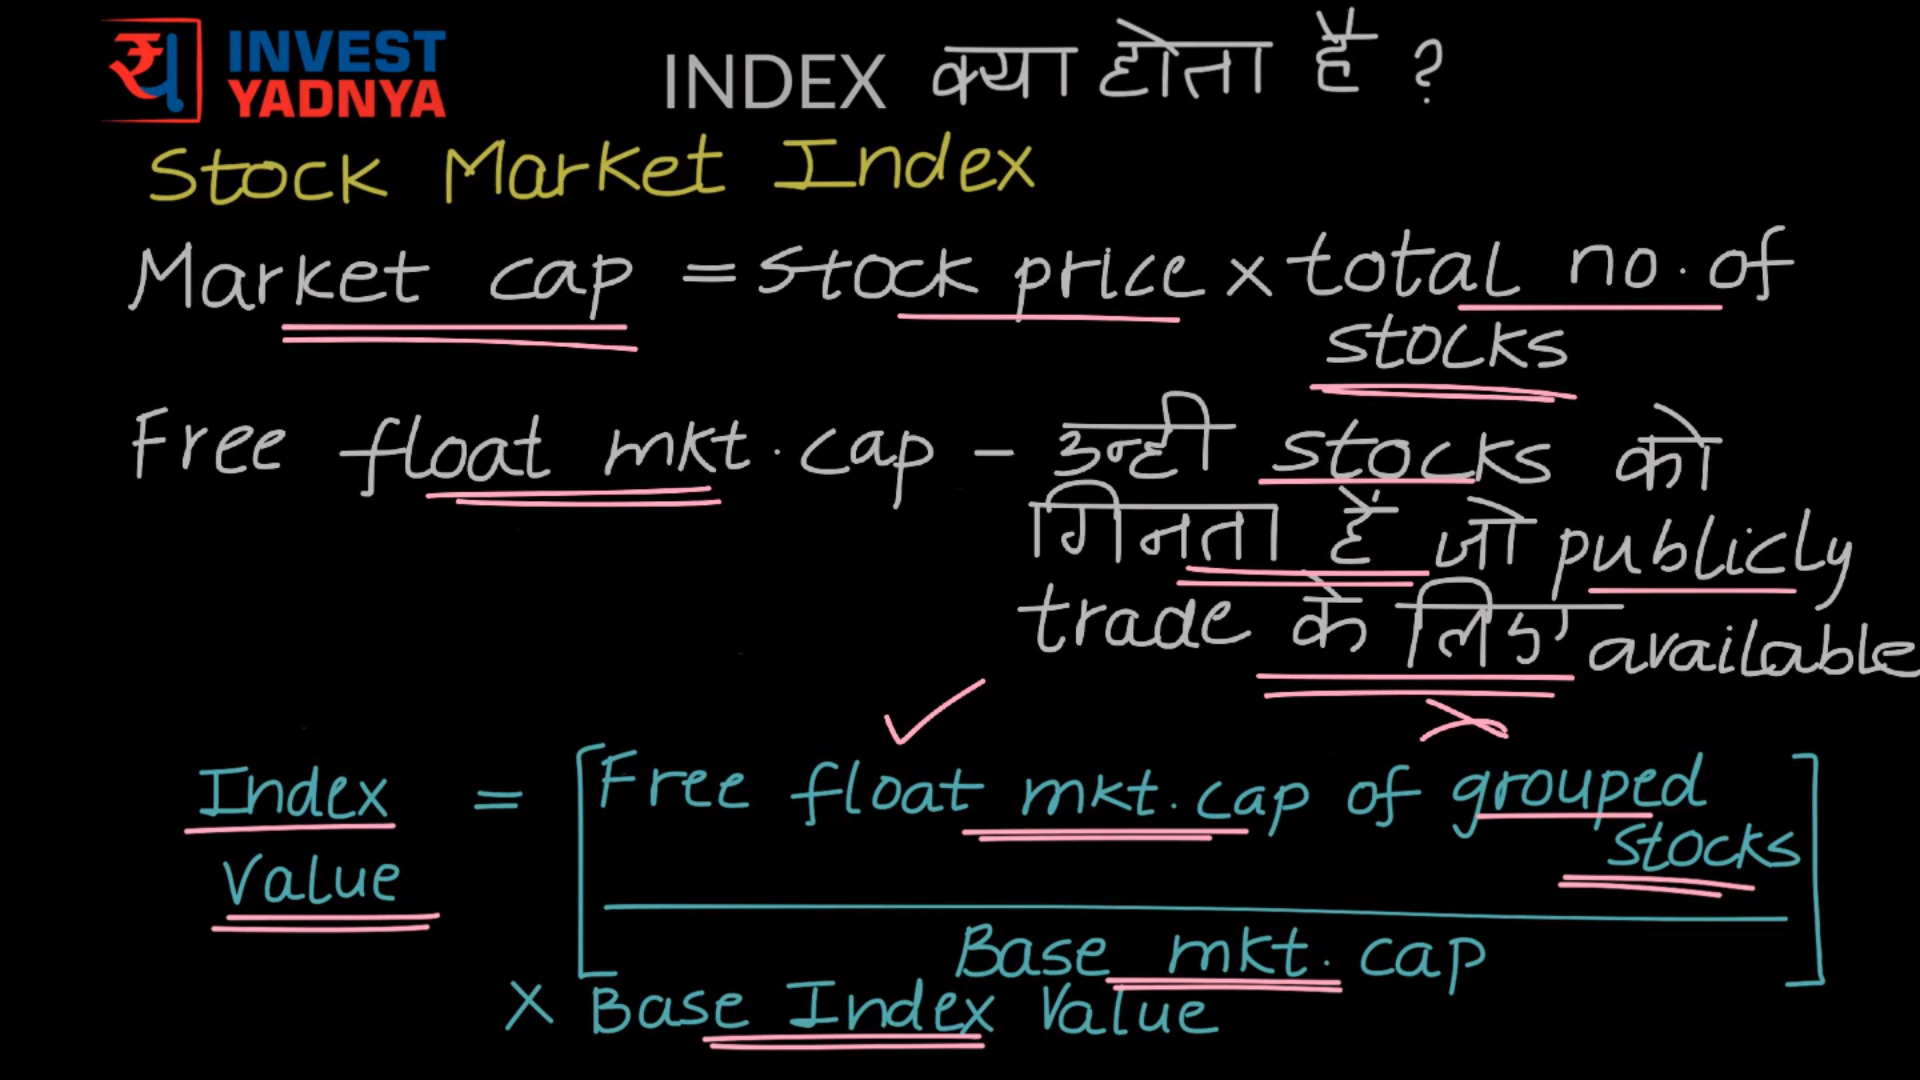 INVEST
YADNYA
INDEX क्या होता है ?
Stock Market Index
Market cap = stock price x total no. of
stocks
Free float mkt. cap - उन्ही stocks को
गिनता है जो publicly
trade के लिए available
Index = [Free float mkt. cap of grouped
stocks
Value
Base mkt. cap]
x Base Index Value